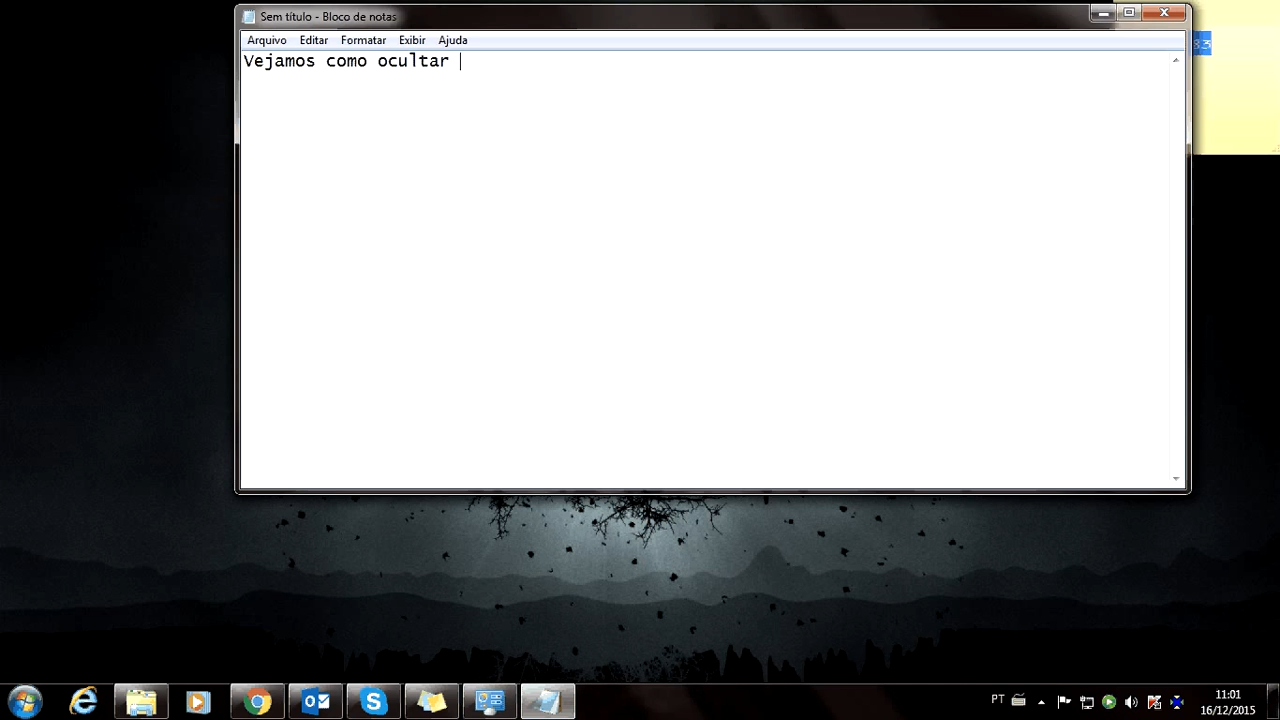 Sem título - Bloco de notas
Arquivo Editar Formatar Exibir Ajuda
Vejamos como ocultar
83
PT
11:01
16/12/2015